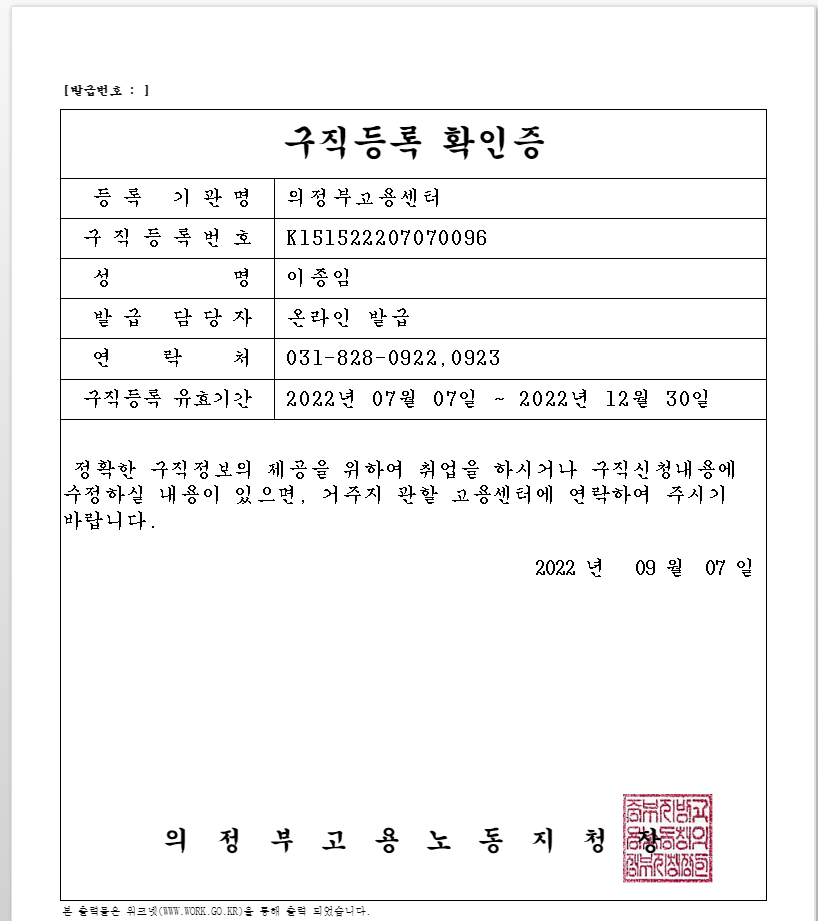 [발급번호 : ]
구직등록 확인증
등 록 기 관 명 의정부고용센터
구 직 등 록 번 호 K151522207070096
성 명 이종임
발 급 담 당 자 온라인 발급
연 락 처 031-828-0922,0923
구직등록 유효기간 2022년 07월 07일 ~ 2022년 12월 30일
정확한 구직정보의 제공을 위하여 취업을 하시거나 구직신청내용에
수정하실 내용이 있으면, 거주지 관할 고용센터에 연락하여 주시기
바랍니다.
2022 년 09 월 07 일
의 정 부 고 용 노 동 지 청 장
본 출력물은 워크넷(WWW.WORK.GO.KR)을 통해 출력 되었습니다.